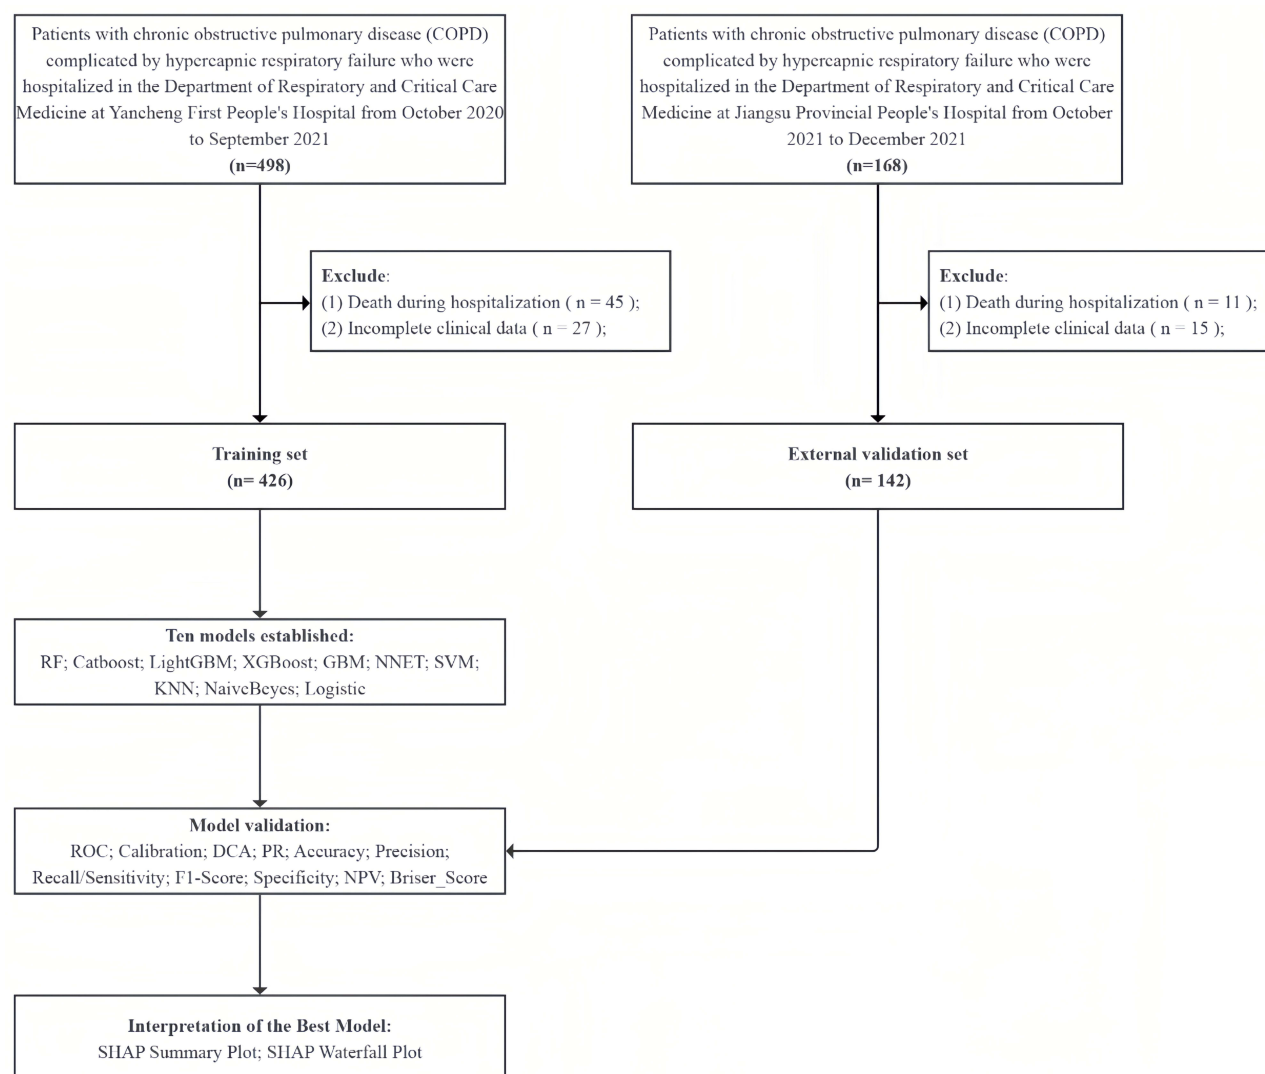 Patients with chronic obstructive pulmonary disease (COPD)
complicated by hypercapnic respiratory failure who were
hospitalized in the Department of Respiratory and Critical Care
Medicine at Yancheng First People's Hospital from October 2020
to September 2021
(n=498)
Patients with chronic obstructive pulmonary disease (COPD)
complicated by hypercapnic respiratory failure who were
hospitalized in the Department of Respiratory and Critical Care
Medicine at Jiangsu Provincial People's Hospital from October
2021 to December 2021
(n=168)
Exclude:
(1) Death during hospitalization ( n = 45 );
(2) Incomplete clinical data ( n = 27 );
Exclude:
(1) Death during hospitalization ( n = 11 );
(2) Incomplete clinical data ( n = 15 );
Training set
(n= 426)
External validation set
(n= 142)
Ten models established:
RF; Catboost; LightGBM; XGBoost; GBM; NNET; SVM;
KNN; NaiveBeyes; Logistic
Model validation:
ROC; Calibration; DCA; PR; Accuracy; Precision;
Recall/Sensitivity; F1-Score; Specificity; NPV; Briser_Score
Interpretation of the Best Model:
SHAP Summary Plot; SHAP Waterfall Plot